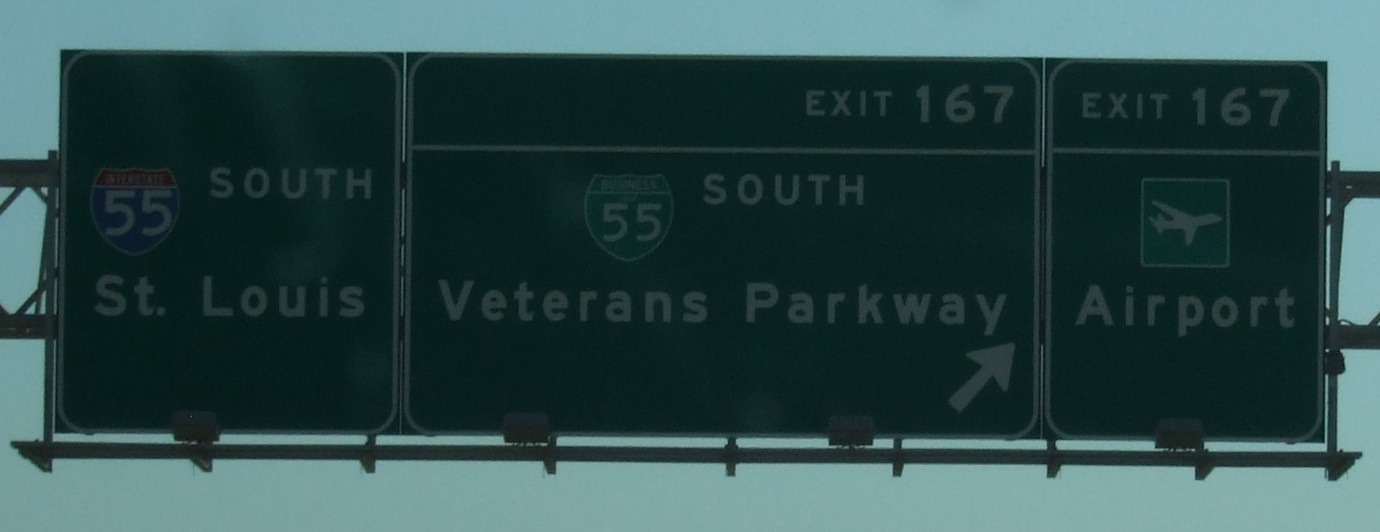 INTERSTATE
55
SOUTH
St. Louis
EXIT 167
BUSINESS
55
SOUTH
Veterans Parkway
EXIT 167
Airport